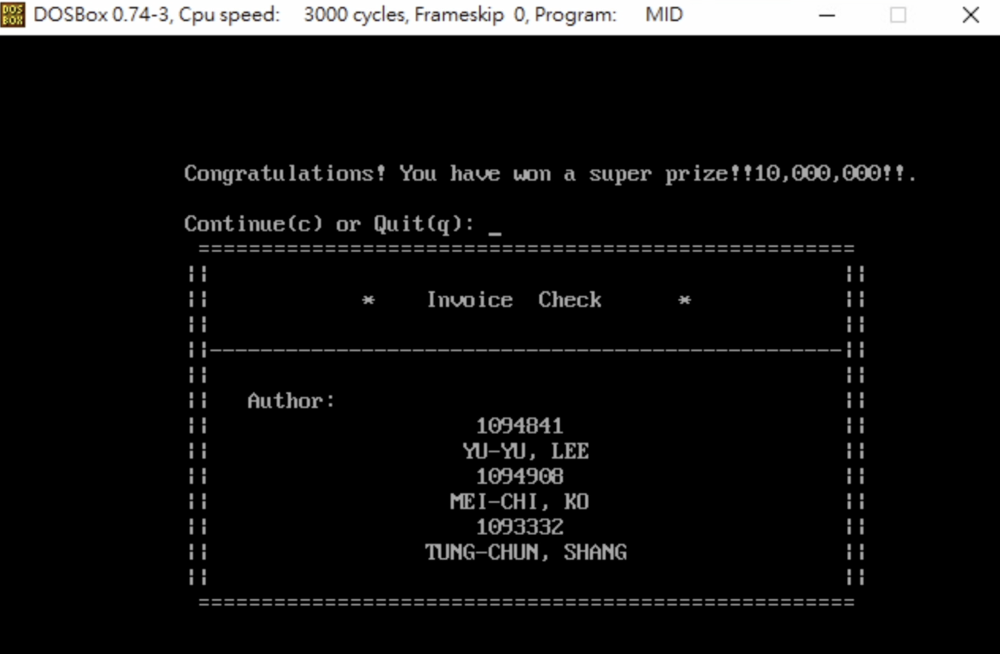 DOS BOX DOSBox 0.74-3, Cpu speed: 3000 cycles, Frameskip 0, Program: MID
Congratulations! You have won a super prize!!10,000,000!!.
Continue(c) or Quit(q): _
====================================================
|| ||
|| * Invoice Check * ||
|| ||
||--------------------------------------------------||
|| ||
|| Author: ||
|| 1094841 ||
|| YU-YU, LEE ||
|| 1094908 ||
|| MEI-CHI, KO ||
|| 1093332 ||
|| TUNG-CHUN, SHANG ||
|| ||
====================================================